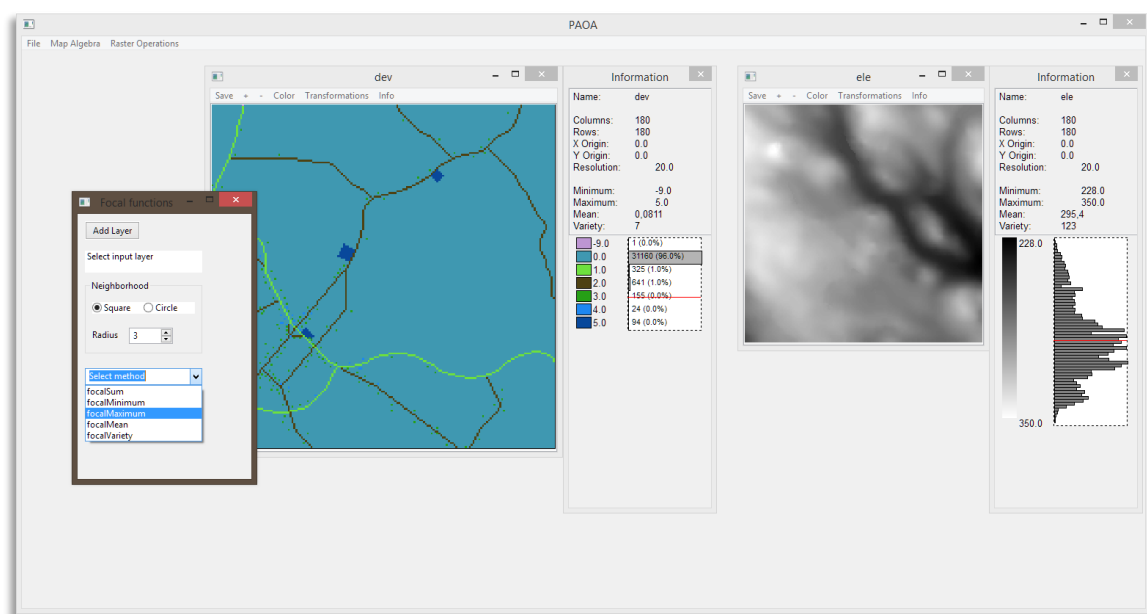 PAOA
File Map Algebra Raster Operations
dev
Save + - Color Transformations Info
Information
Name: dev
Columns: 180
Rows: 180
X Origin: 0.0
Y Origin: 0.0
Resolution: 20.0
Minimum: -9.0
Maximum: 5.0
Mean: 0,0811
Variety: 7
-9.0 1 (0.0%)
0.0 31160 (96.0%)
1.0 325 (1.0%)
2.0 641 (1.0%)
3.0 155 (0.0%)
4.0 24 (0.0%)
5.0 94 (0.0%)
ele
Save + - Color Transformations Info
Information
Name: ele
Columns: 180
Rows: 180
X Origin: 0.0
Y Origin: 0.0
Resolution: 20.0
Minimum: 228.0
Maximum: 350.0
Mean: 295,4
Variety: 123
228.0
350.0
Focal functions
Add Layer
Select input layer
Neighborhood
Square Circle
Radius 3
Select method
focalSum
focalMinimum
focalMaximum
focalMean
focalVariety